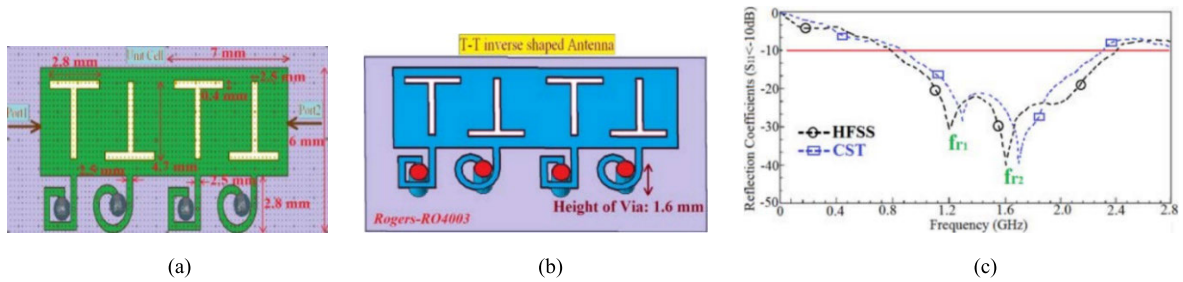 Unit Cell
7 mm
2.8 mm
2.5 mm
0.4 mm
Port1
Port2
6 mm
4.7 mm
2.5 mm
2.8 mm
(a)
T-T inverse shaped Antenna
Height of Via: 1.6 mm
Rogers-RO4003
(b)
Reflection Coefficients (S11<-10dB)
0
-10
-20
-30
-40
-50
HFSS
CST
fr1
fr2
0 0.4 0.8 1.2 1.6 2.0 2.4 2.8
Frequency (GHz)
(c)